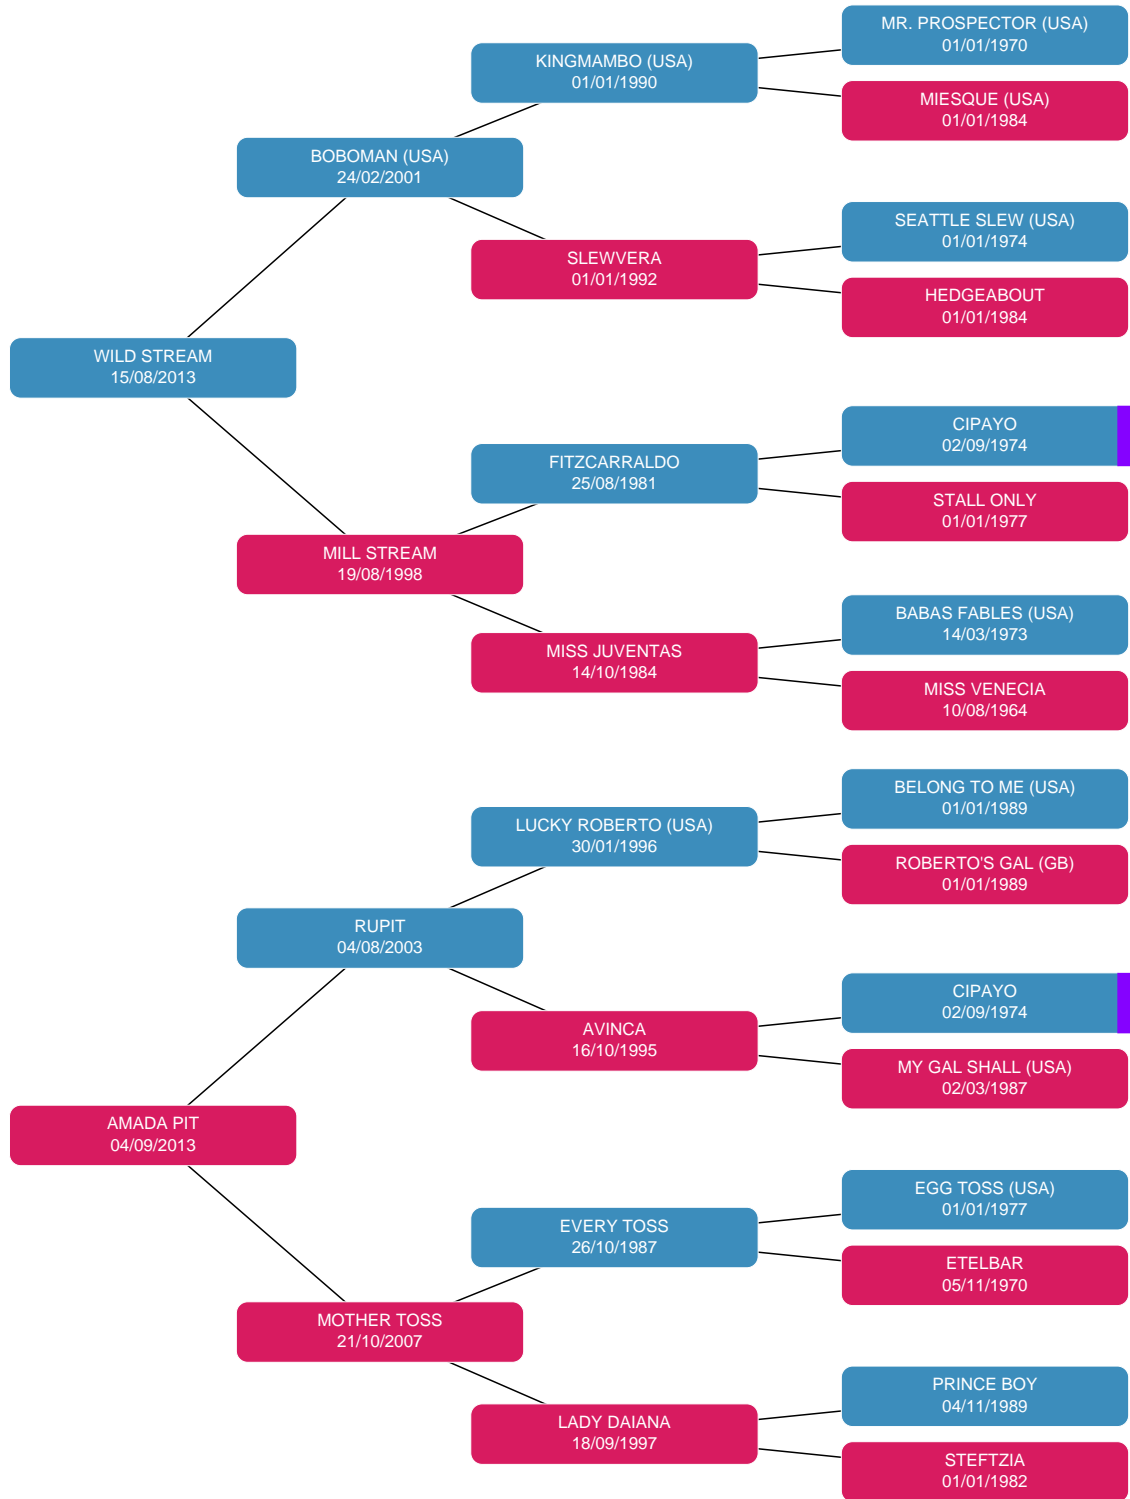 MR. PROSPECTOR (USA)
01/01/1970
KINGMAMBO (USA)
01/01/1990
MIESQUE (USA)
01/01/1984
BOBOMAN (USA)
24/02/2001
SEATTLE SLEW (USA)
01/01/1974
SLEWVERA
01/01/1992
HEDGEABOUT
01/01/1984
WILD STREAM
15/08/2013
CIPAYO
02/09/1974
FITZCARRALDO
25/08/1981
STALL ONLY
01/01/1977
MILL STREAM
19/08/1998
BABAS FABLES (USA)
14/03/1973
MISS JUVENTAS
14/10/1984
MISS VENECIA
10/08/1964
BELONG TO ME (USA)
01/01/1989
LUCKY ROBERTO (USA)
30/01/1996
ROBERTO'S GAL (GB)
01/01/1989
RUPIT
04/08/2003
CIPAYO
02/09/1974
AVINCA
16/10/1995
MY GAL SHALL (USA)
02/03/1987
AMADA PIT
04/09/2013
EGG TOSS (USA)
01/01/1977
EVERY TOSS
26/10/1987
ETELBAR
05/11/1970
MOTHER TOSS
21/10/2007
PRINCE BOY
04/11/1989
LADY DAIANA
18/09/1997
STEFTZIA
01/01/1982